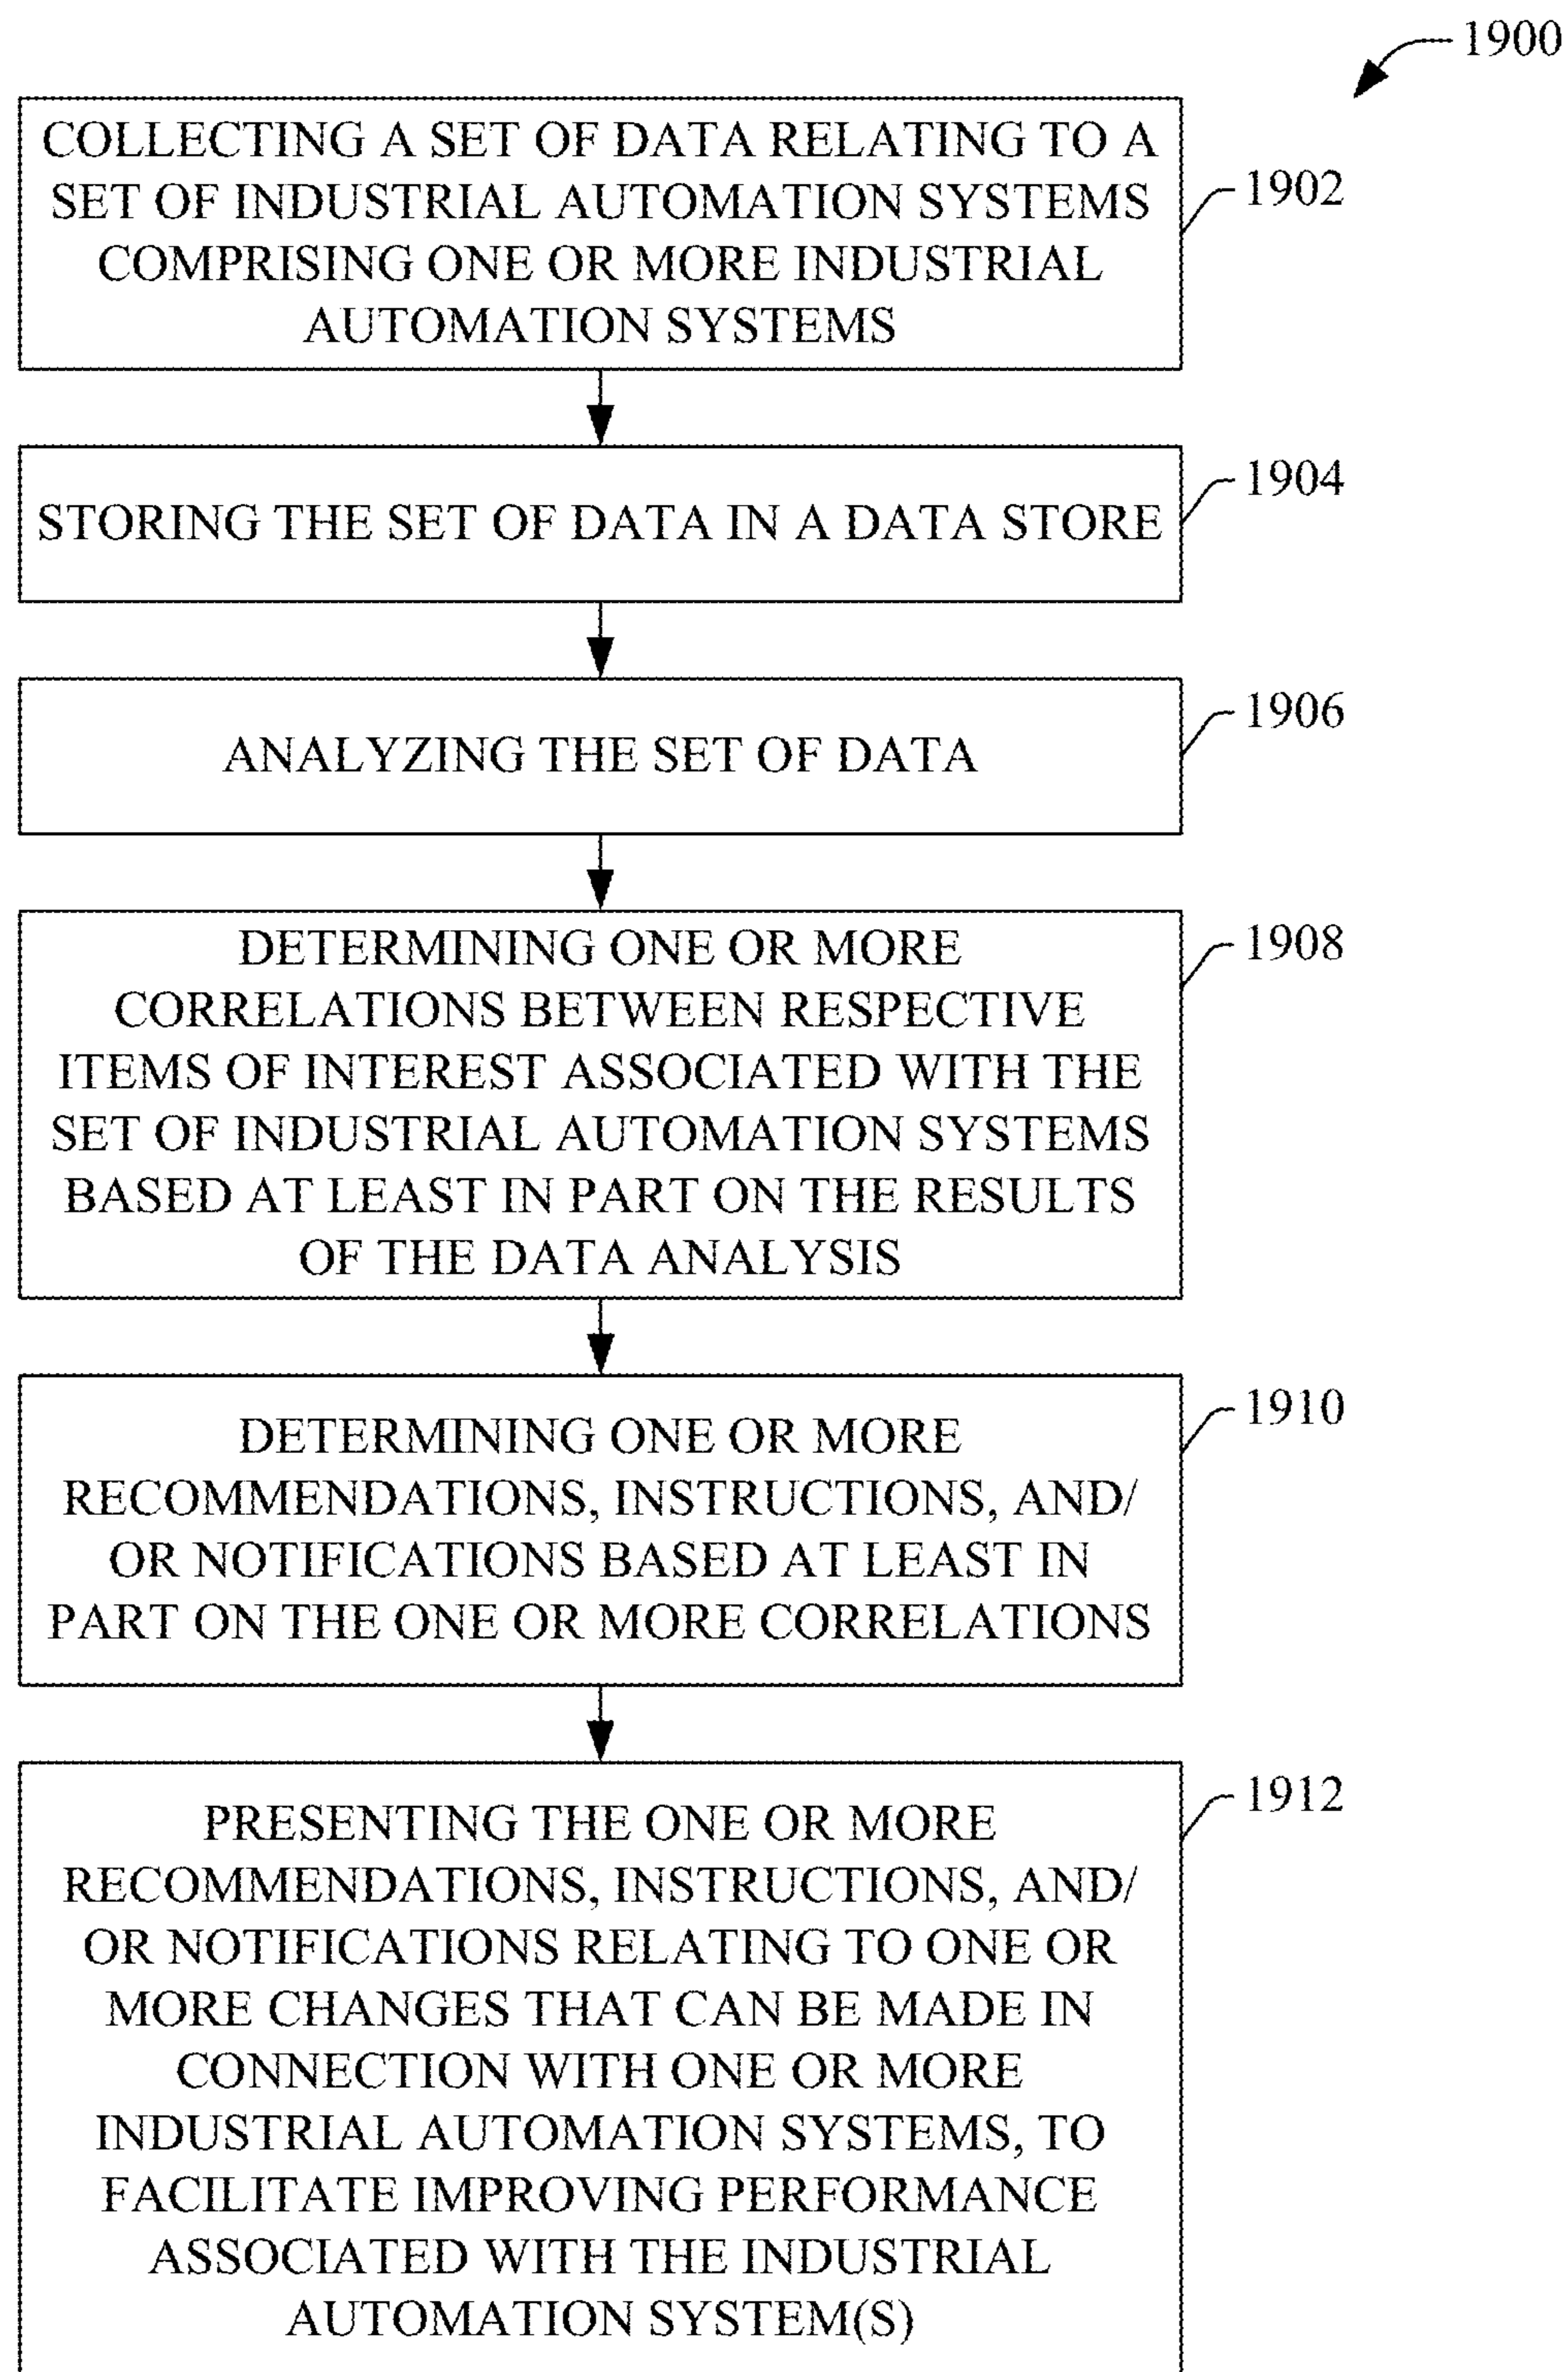 1900
COLLECTING A SET OF DATA RELATING TO A
SET OF INDUSTRIAL AUTOMATION SYSTEMS
COMPRISING ONE OR MORE INDUSTRIAL
AUTOMATION SYSTEMS
1902
STORING THE SET OF DATA IN A DATA STORE
1904
ANALYZING THE SET OF DATA
1906
DETERMINING ONE OR MORE
CORRELATIONS BETWEEN RESPECTIVE
ITEMS OF INTEREST ASSOCIATED WITH THE
SET OF INDUSTRIAL AUTOMATION SYSTEMS
BASED AT LEAST IN PART ON THE RESULTS
OF THE DATA ANALYSIS
1908
DETERMINING ONE OR MORE
RECOMMENDATIONS, INSTRUCTIONS, AND/
OR NOTIFICATIONS BASED AT LEAST IN
PART ON THE ONE OR MORE CORRELATIONS
1910
PRESENTING THE ONE OR MORE
RECOMMENDATIONS, INSTRUCTIONS, AND/
OR NOTIFICATIONS RELATING TO ONE OR
MORE CHANGES THAT CAN BE MADE IN
CONNECTION WITH ONE OR MORE
INDUSTRIAL AUTOMATION SYSTEMS, TO
FACILITATE IMPROVING PERFORMANCE
ASSOCIATED WITH THE INDUSTRIAL
AUTOMATION SYSTEM(S)
1912